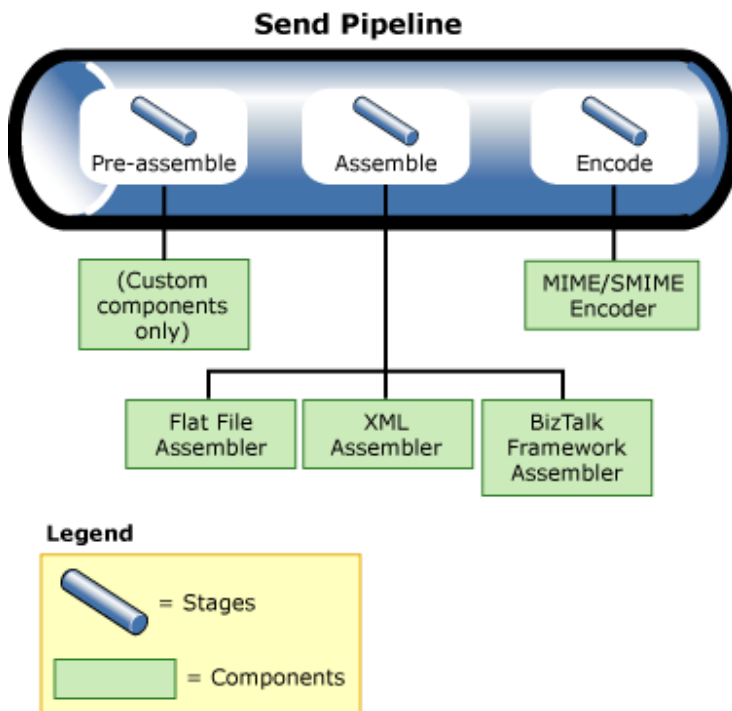 Send Pipeline
Pre-assemble
Assemble
Encode
(Custom
components
only)
MIME/SMIME
Encoder
Flat File
Assembler
XML
Assembler
BizTalk
Framework
Assembler
Legend
= Stages
= Components